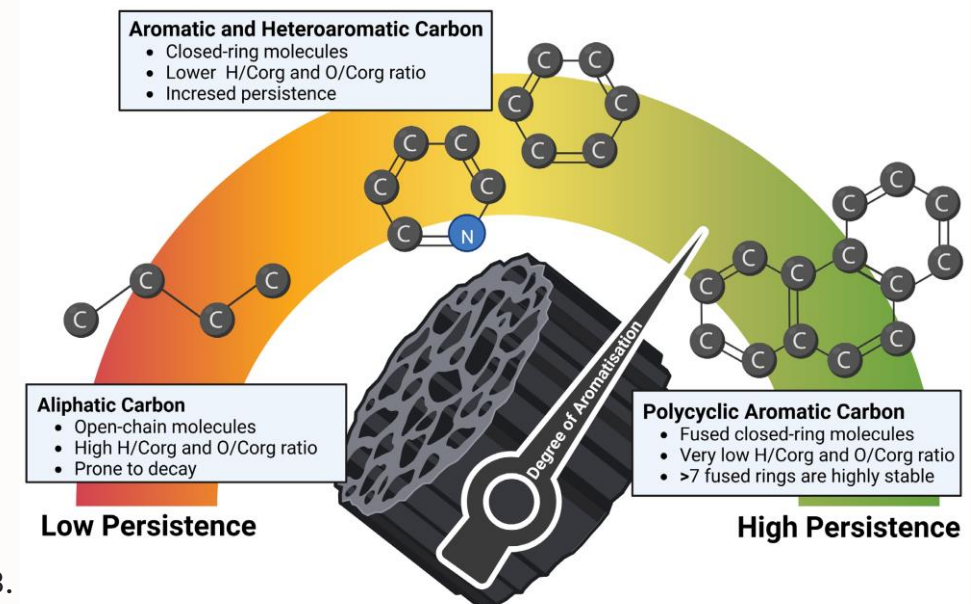 Aromatic and Heteroaromatic Carbon
• Closed-ring molecules
• Lower H/Corg and O/Corg ratio
• Incresed persistence
C C
C C
C C
C C
C C
C N
C
C C
C
C C C C
C C
C C C C
C C C C
Degree of Aromatisation
Aliphatic Carbon
• Open-chain molecules
• High H/Corg and O/Corg ratio
• Prone to decay
Polycyclic Aromatic Carbon
• Fused closed-ring molecules
• Very low H/Corg and O/Corg ratio
• >7 fused rings are highly stable
Low Persistence
High Persistence
3.